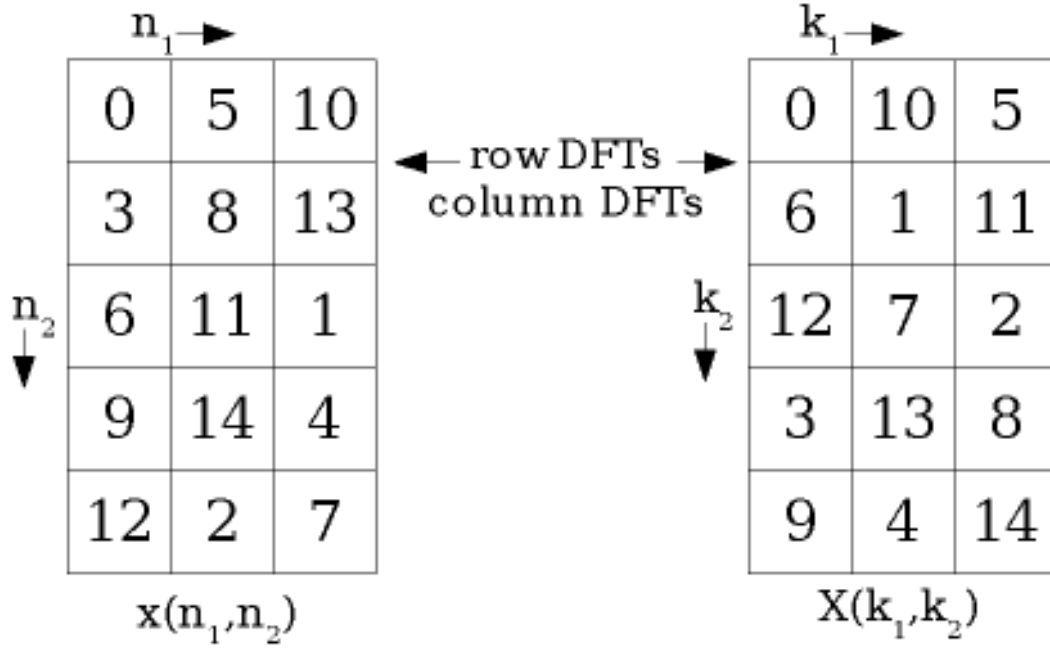 n₁ k₁
0 5 10 0 10 5
row DFTs
column DFTs
3 8 13 6 1 11
n₂ 6 11 1 k₂ 12 7 2
9 14 4 3 13 8
12 2 7 9 4 14
x(n₁,n₂) X(k₁,k₂)